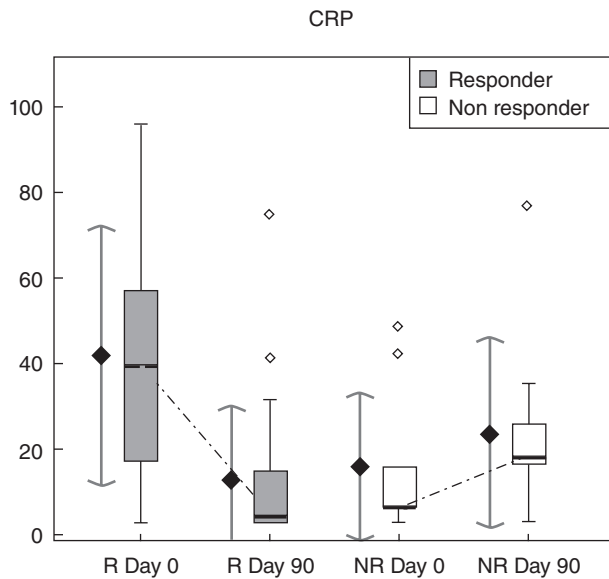 CRP
Responder
Non responder
100
80
60
40
20
0
R Day 0
R Day 90
NR Day 0
NR Day 90